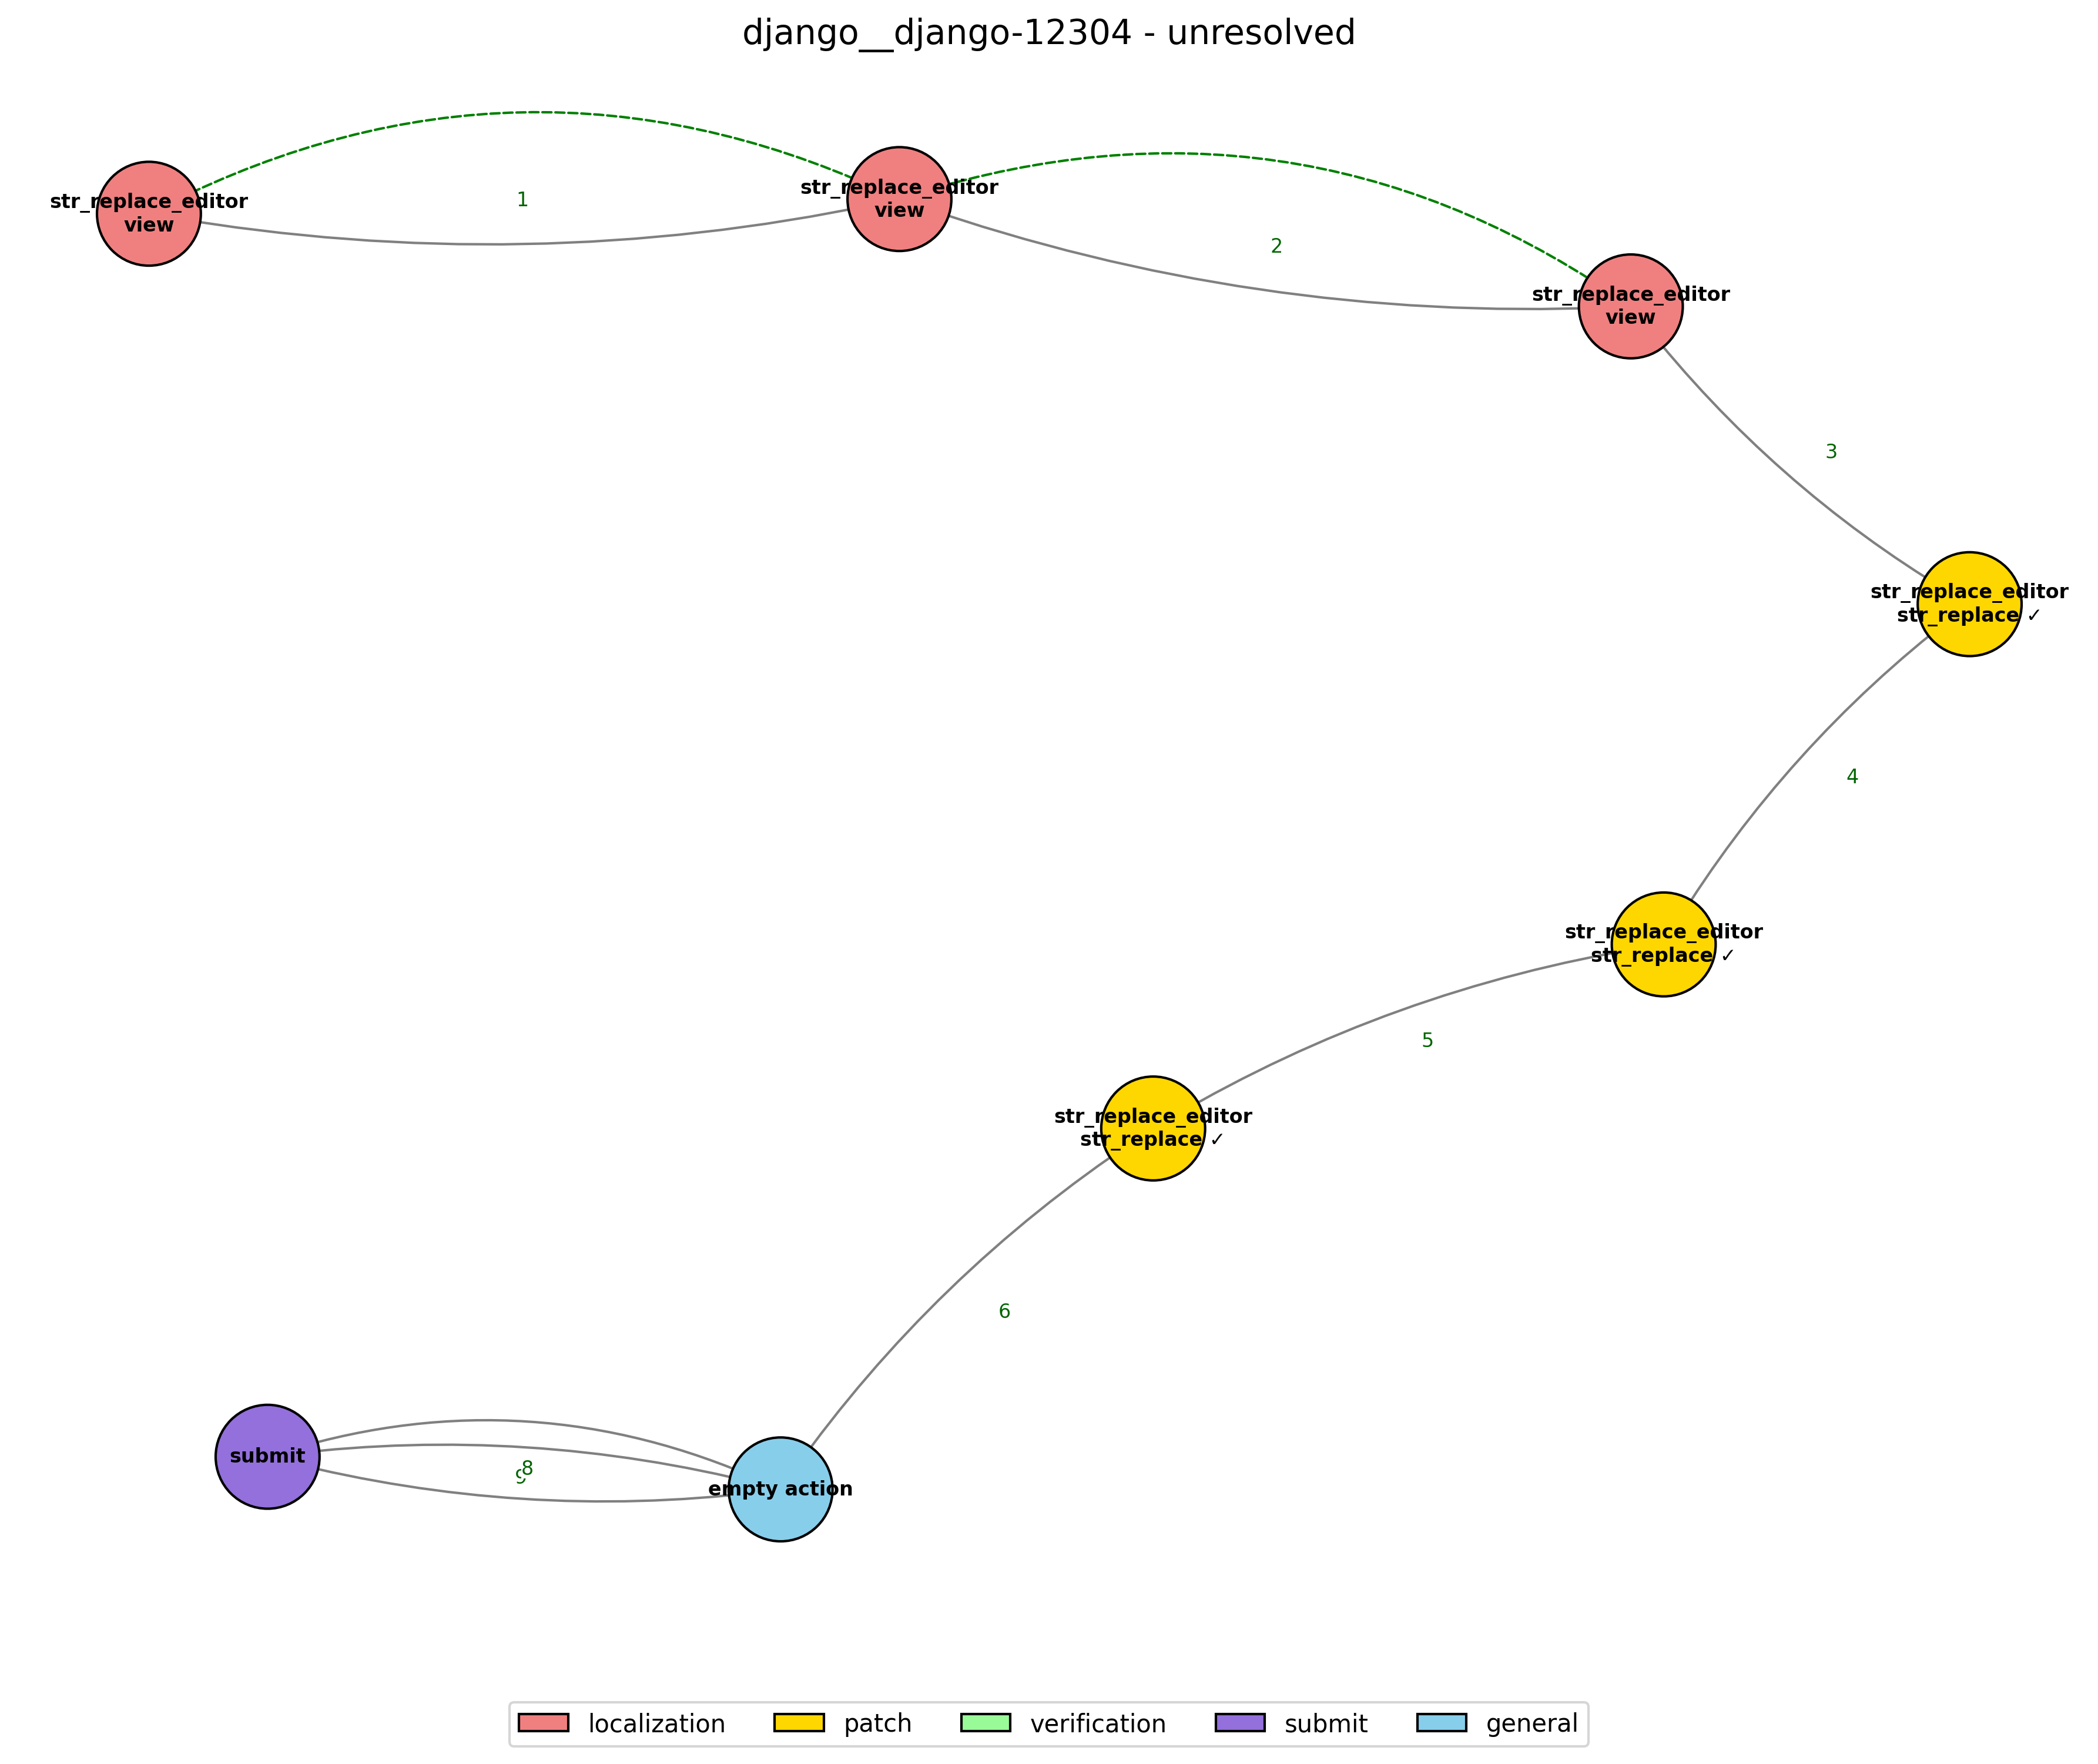 django__django-12304 - unresolved
str_replace_editor
view
1
str_replace_editor
view
2
str_replace_editor
view
3
str_replace_editor
str_replace ✓
4
str_replace_editor
str_replace ✓
5
str_replace_editor
str_replace ✓
6
submit
9
8
empty action
localization
patch
verification
submit
general